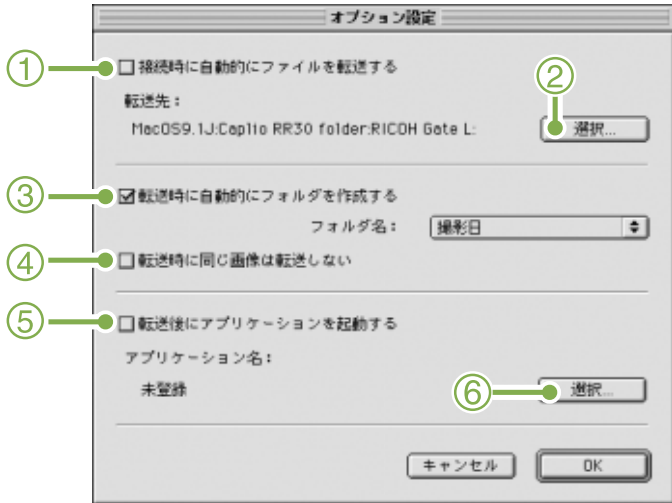 オプション設定
① 接続時に自動的にファイルを転送する
②
転送先：
MacOS9.1J:Caplio RR30 folder:RICOH Gate L: 選択...
③ 転送時に自動的にフォルダを作成する
フォルダ名： 撮影日
④ 転送時に同じ画像は転送しない
⑤ 転送後にアプリケーションを起動する
アプリケーション名：
未登録 ⑥ 選択...
キャンセル OK